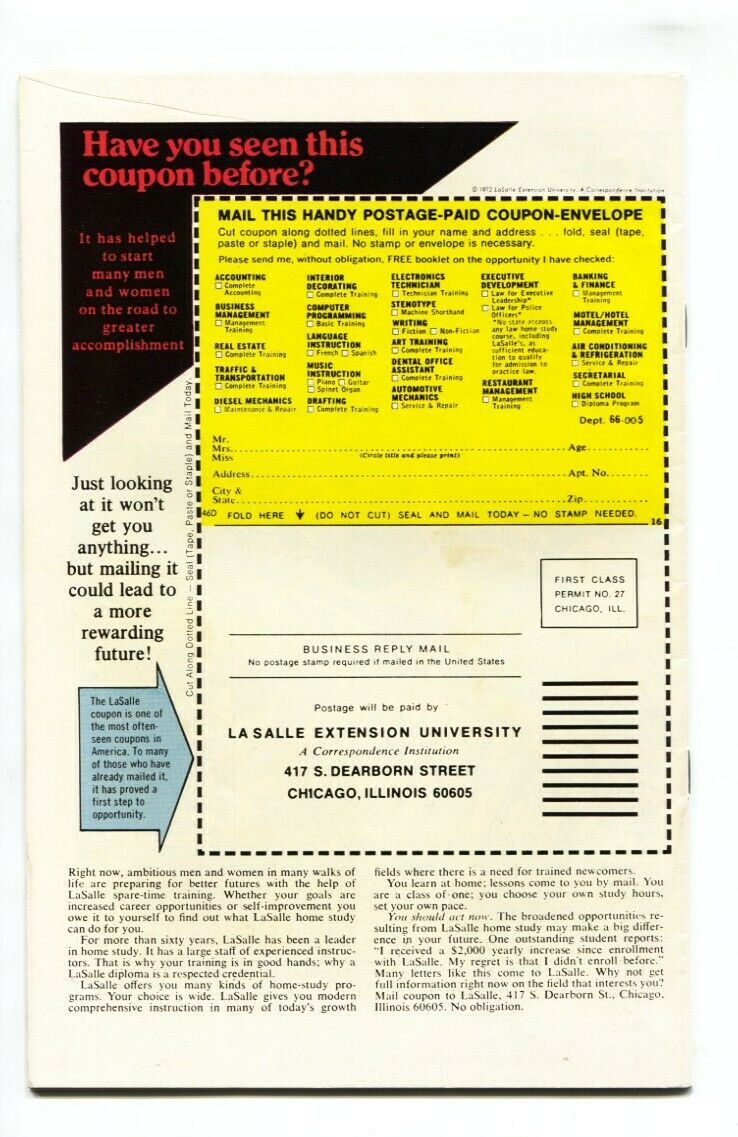 Have you seen this
coupon before?
© 1972 LaSalle Extension University, A Correspondence Institution
It has helped
to start
many men
and women
on the road to
greater
accomplishment
MAIL THIS HANDY POSTAGE-PAID COUPON-ENVELOPE
Cut coupon along dotted lines, fill in your name and address . . . fold, seal (tape,
paste or staple) and mail. No stamp or envelope is necessary.
Please send me, without obligation, FREE booklet on the opportunity I have checked:
ACCOUNTING
☐ Complete
Accounting
BUSINESS
MANAGEMENT
☐ Management
Training
REAL ESTATE
☐ Complete Training
TRAFFIC &
TRANSPORTATION
☐ Complete Training
DIESEL MECHANICS
☐ Maintenance & Repair
INTERIOR
DECORATING
☐ Complete Training
COMPUTER
PROGRAMMING
☐ Basic Training
LANGUAGE
INSTRUCTION
☐ French ☐ Spanish
MUSIC
INSTRUCTION
☐ Piano ☐ Guitar
☐ Spinet Organ
DRAFTING
☐ Complete Training
ELECTRONICS
TECHNICIAN
☐ Technician Training
STENOTYPE
☐ Machine Shorthand
WRITING
☐ Fiction ☐ Non-Fiction
ART TRAINING
☐ Complete Training
DENTAL OFFICE
ASSISTANT
☐ Complete Training
AUTOMOTIVE
MECHANICS
☐ Service & Repair
EXECUTIVE
DEVELOPMENT
☐ Law for Executive
Leadership*
☐ Law for Police
Officers*
*No state accepts
any law home study
course, including
LaSalle's, as
sufficient educa-
tion to qualify
for admission to
practice law.
RESTAURANT
MANAGEMENT
☐ Management
Training
BANKING
& FINANCE
☐ Management
Training
MOTEL/HOTEL
MANAGEMENT
☐ Complete Training
AIR CONDITIONING
& REFRIGERATION
☐ Service & Repair
SECRETARIAL
☐ Complete Training
HIGH SCHOOL
☐ Diploma Program
Dept. 66-005
Mr.
Mrs. Age
Miss (Circle title and please print)
Address Apt. No.
City &
State Zip
46D FOLD HERE ↓ (DO NOT CUT) SEAL AND MAIL TODAY – NO STAMP NEEDED.
16
Cut Along Dotted Line — Seal (Tape, Paste or Staple) and Mail Today.
Just looking
at it won't
get you
anything...
but mailing it
could lead to
a more
rewarding
future!
The LaSalle
coupon is one of
the most often-
seen coupons in
America. To many
of those who have
already mailed it,
it has proved a
first step to
opportunity.
FIRST CLASS
PERMIT NO. 27
CHICAGO, ILL.
BUSINESS REPLY MAIL
No postage stamp required if mailed in the United States
Postage will be paid by
LA SALLE EXTENSION UNIVERSITY
A Correspondence Institution
417 S. DEARBORN STREET
CHICAGO, ILLINOIS 60605
Right now, ambitious men and women in many walks of
life are preparing for better futures with the help of
LaSalle spare-time training. Whether your goals are
increased career opportunities or self-improvement you
owe it to yourself to find out what LaSalle home study
can do for you.
For more than sixty years, LaSalle has been a leader
in home study. It has a large staff of experienced instruc-
tors. That is why your training is in good hands; why a
LaSalle diploma is a respected credential.
LaSalle offers you many kinds of home-study pro-
grams. Your choice is wide. LaSalle gives you modern
comprehensive instruction in many of today's growth
fields where there is a need for trained newcomers.
You learn at home; lessons come to you by mail. You
are a class of one; you choose your own study hours,
set your own pace.
You should act now. The broadened opportunities re-
sulting from LaSalle home study may make a big differ-
ence in your future. One outstanding student reports:
"I received a $2,000 yearly increase since enrollment
with LaSalle. My regret is that I didn't enroll before."
Many letters like this come to LaSalle. Why not get
full information right now on the field that interests you?
Mail coupon to LaSalle, 417 S. Dearborn St., Chicago,
Illinois 60605. No obligation.